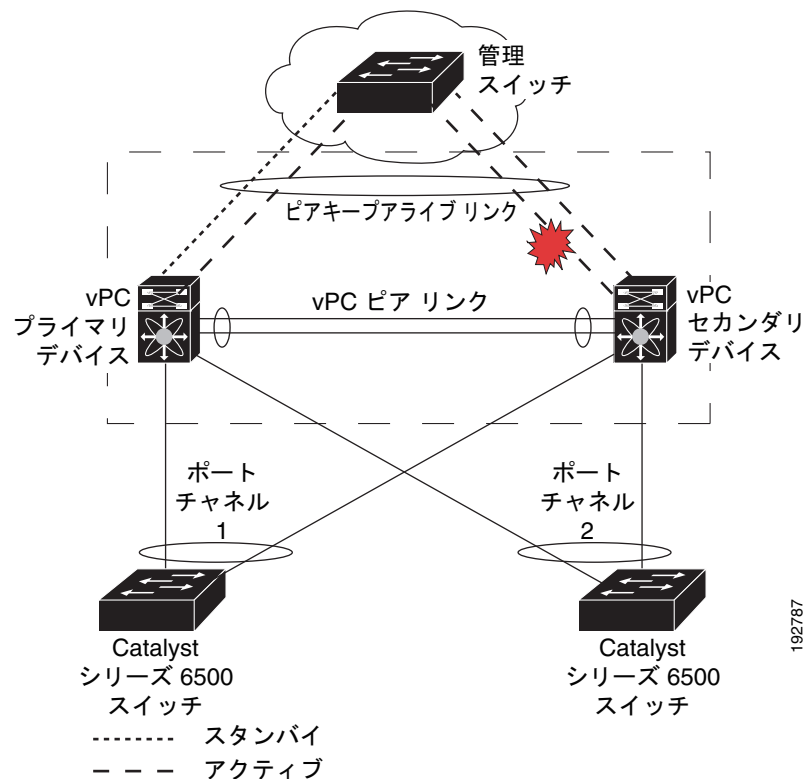 管理
スイッチ
ピアキープアライブ リンク
vPC
プライマリ
デバイス
vPC ピア リンク
vPC
セカンダリ
デバイス
ポート
チャネル
1
ポート
チャネル
2
Catalyst
シリーズ 6500
スイッチ
Catalyst
シリーズ 6500
スイッチ
192787
スタンバイ
アクティブ